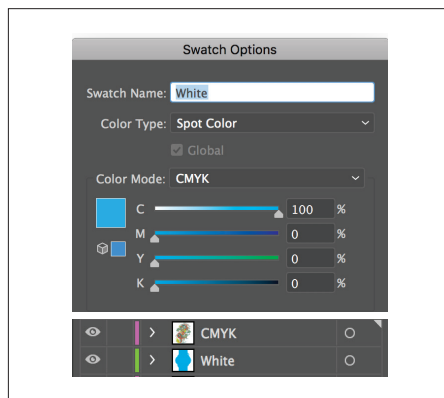 Swatch Options
Swatch Name: White
Color Type: Spot Color
Global
Color Mode: CMYK
C 100 %
M 0 %
Y 0 %
K 0 %
CMYK
White